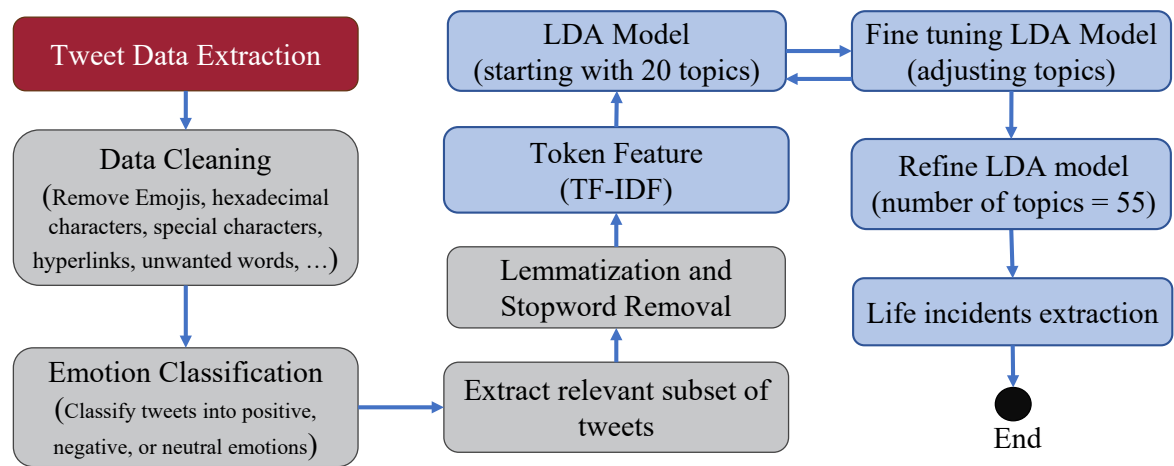 Tweet Data Extraction
Data Cleaning
(Remove Emojis, hexadecimal
characters, special characters,
hyperlinks, unwanted words, …)
Emotion Classification
(Classify tweets into positive,
negative, or neutral emotions)
Extract relevant subset of
tweets
Lemmatization and
Stopword Removal
Token Feature
(TF-IDF)
LDA Model
(starting with 20 topics)
Fine tuning LDA Model
(adjusting topics)
Refine LDA model
(number of topics = 55)
Life incidents extraction
End